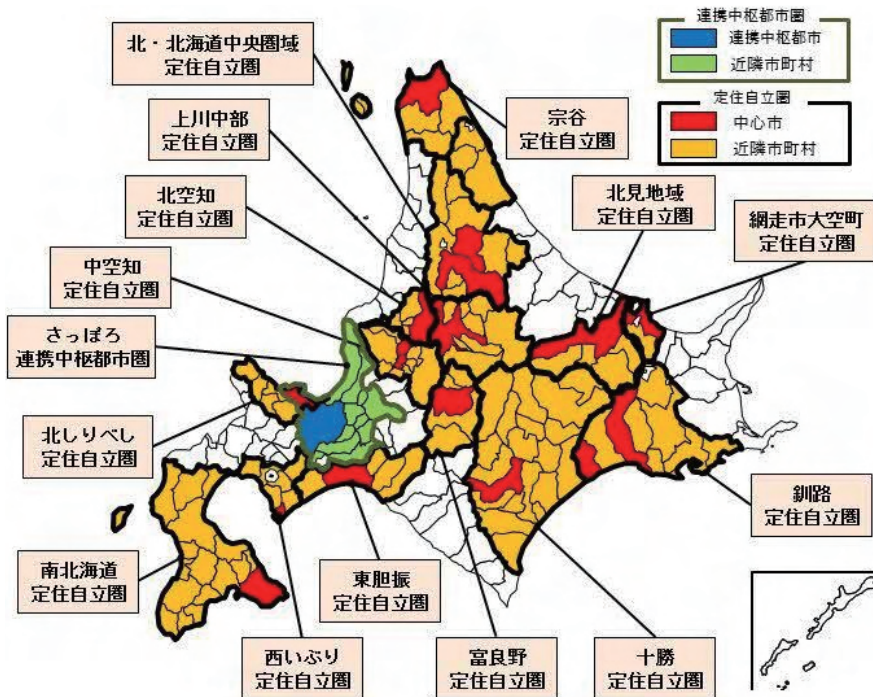 連携中枢都市圏
連携中枢都市
近隣市町村
定住自立圏
中心市
近隣市町村
北・北海道中央圏域
定住自立圏
上川中部
定住自立圏
北空知
定住自立圏
中空知
定住自立圏
さっぽろ
連携中枢都市圏
北しりべし
定住自立圏
南北海道
定住自立圏
西いぶり
定住自立圏
東胆振
定住自立圏
富良野
定住自立圏
十勝
定住自立圏
釧路
定住自立圏
網走市大空町
定住自立圏
北見地域
定住自立圏
宗谷
定住自立圏